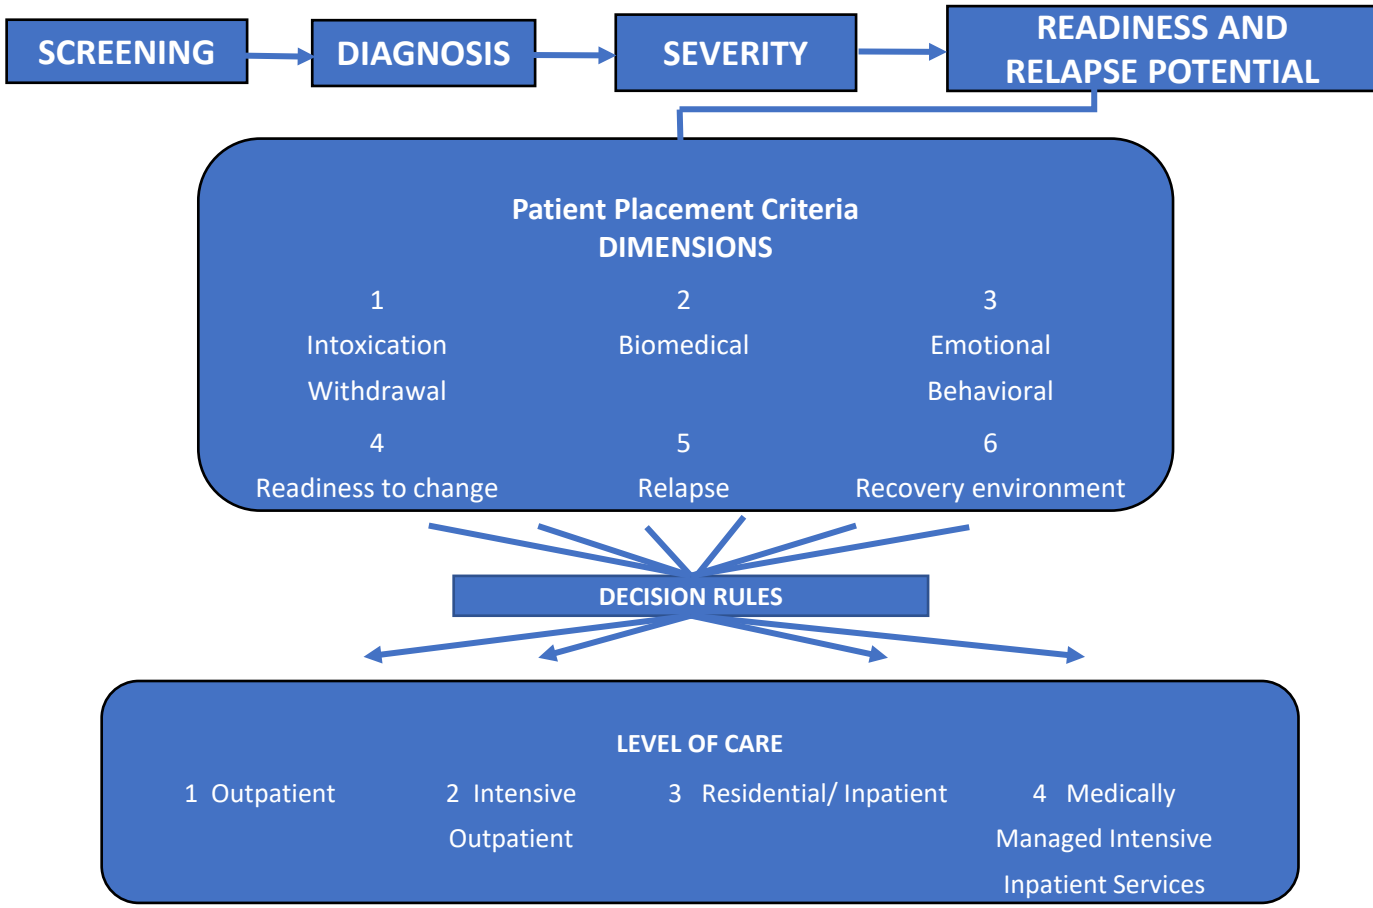 SCREENING
DIAGNOSIS
SEVERITY
READINESS AND
RELAPSE POTENTIAL
Patient Placement Criteria
DIMENSIONS
1
Intoxication
Withdrawal
2
Biomedical
3
Emotional
Behavioral
4
Readiness to change
5
Relapse
6
Recovery environment
DECISION RULES
LEVEL OF CARE
1 Outpatient
2 Intensive
Outpatient
3 Residential/ Inpatient
4 Medically
Managed Intensive
Inpatient Services